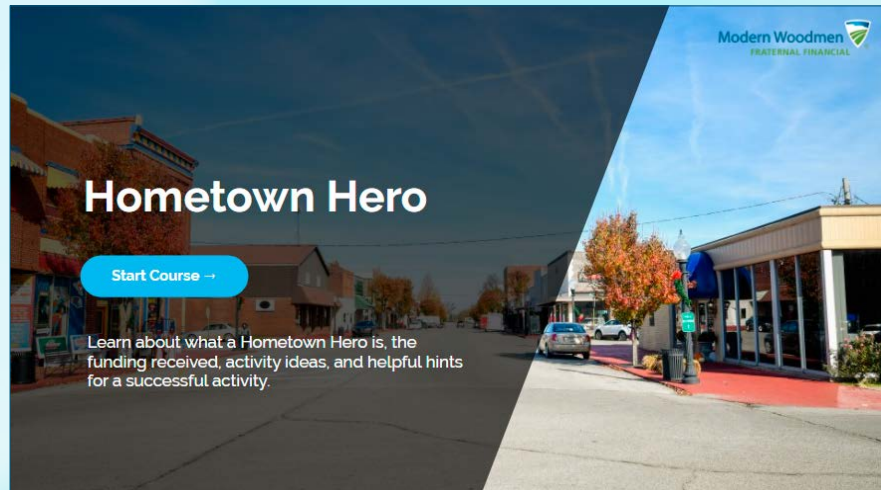 Modern Woodmen
FRATERNAL FINANCIAL
Hometown Hero
Start Course →
Learn about what a Hometown Hero is, the
funding received, activity ideas, and helpful hints
for a successful activity.